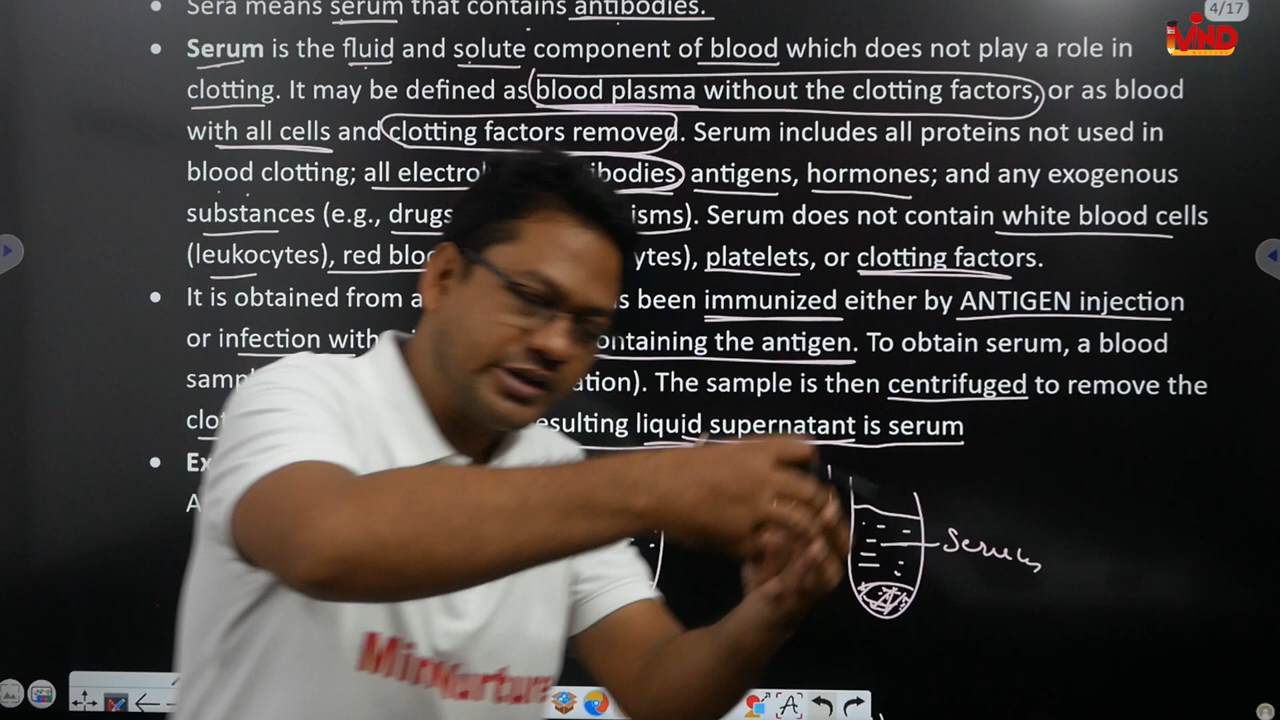 Sera means serum that contains antibodies.
4/17
MIND
Serum is the fluid and solute component of blood which does not play a role in
clotting. It may be defined as blood plasma without the clotting factors, or as blood
with all cells and clotting factors removed. Serum includes all proteins not used in
blood clotting; all electro ibodies antigens, hormones; and any exogenous
substances (e.g., drugs isms). Serum does not contain white blood cells
(leukocytes), red bloo ytes), platelets, or clotting factors.
It is obtained from a s been immunized either by ANTIGEN injection
or infection with ontaining the antigen. To obtain serum, a blood
samp ation). The sample is then centrifuged to remove the
clot esulting liquid supernatant is serum
Ex
A
Serum